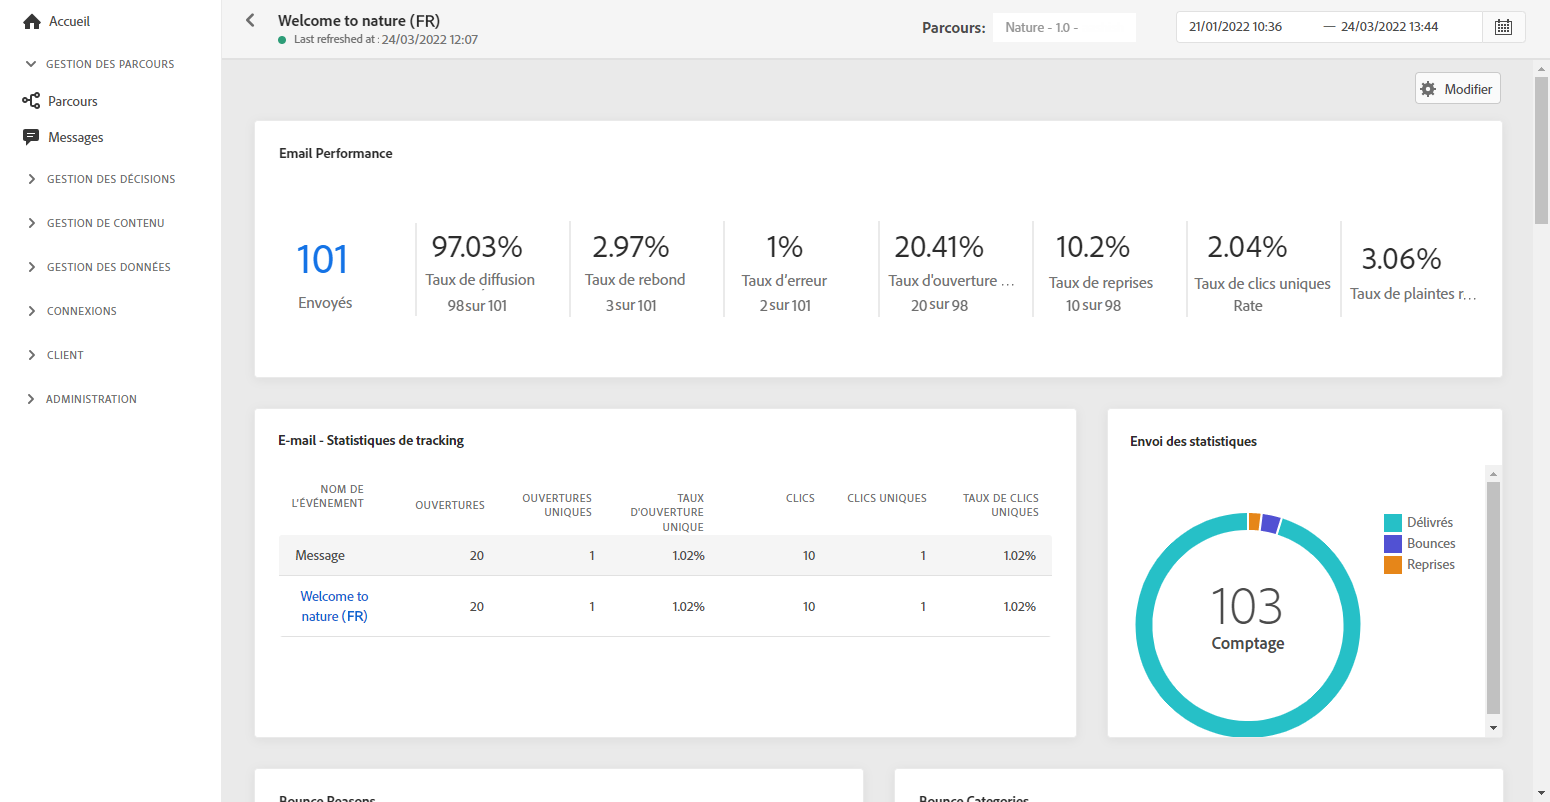 Accueil
GESTION DES PARCOURS
Parcours
Messages
GESTION DES DÉCISIONS
GESTION DE CONTENU
GESTION DES DONNÉES
CONNEXIONS
CLIENT
ADMINISTRATION
Welcome to nature (FR)
Last refreshed at : 24/03/2022 12:07
Parcours: Nature - 1.0 -
21/01/2022 10:36 — 24/03/2022 13:44
Modifier
Email Performance
101
Envoyés
97.03%
Taux de diffusion
98 sur 101
2.97%
Taux de rebond
3 sur 101
1%
Taux d'erreur
2 sur 101
20.41%
Taux d'ouverture ...
20 sur 98
10.2%
Taux de reprises
10 sur 98
2.04%
Taux de clics uniques
Rate
3.06%
Taux de plaintes r...
E-mail - Statistiques de tracking
NOM DE
L'ÉVÉNEMENT
OUVERTURES
OUVERTURES
UNIQUES
TAUX
D'OUVERTURE
UNIQUE
CLICS
CLICS UNIQUES
TAUX DE CLICS
UNIQUES
Message 20 1 1.02% 10 1 1.02%
Welcome to
nature (FR)
20 1 1.02% 10 1 1.02%
Envoi des statistiques
103
Comptage
Délivrés
Bounces
Reprises
Bounce Reasons
Bounce Categories